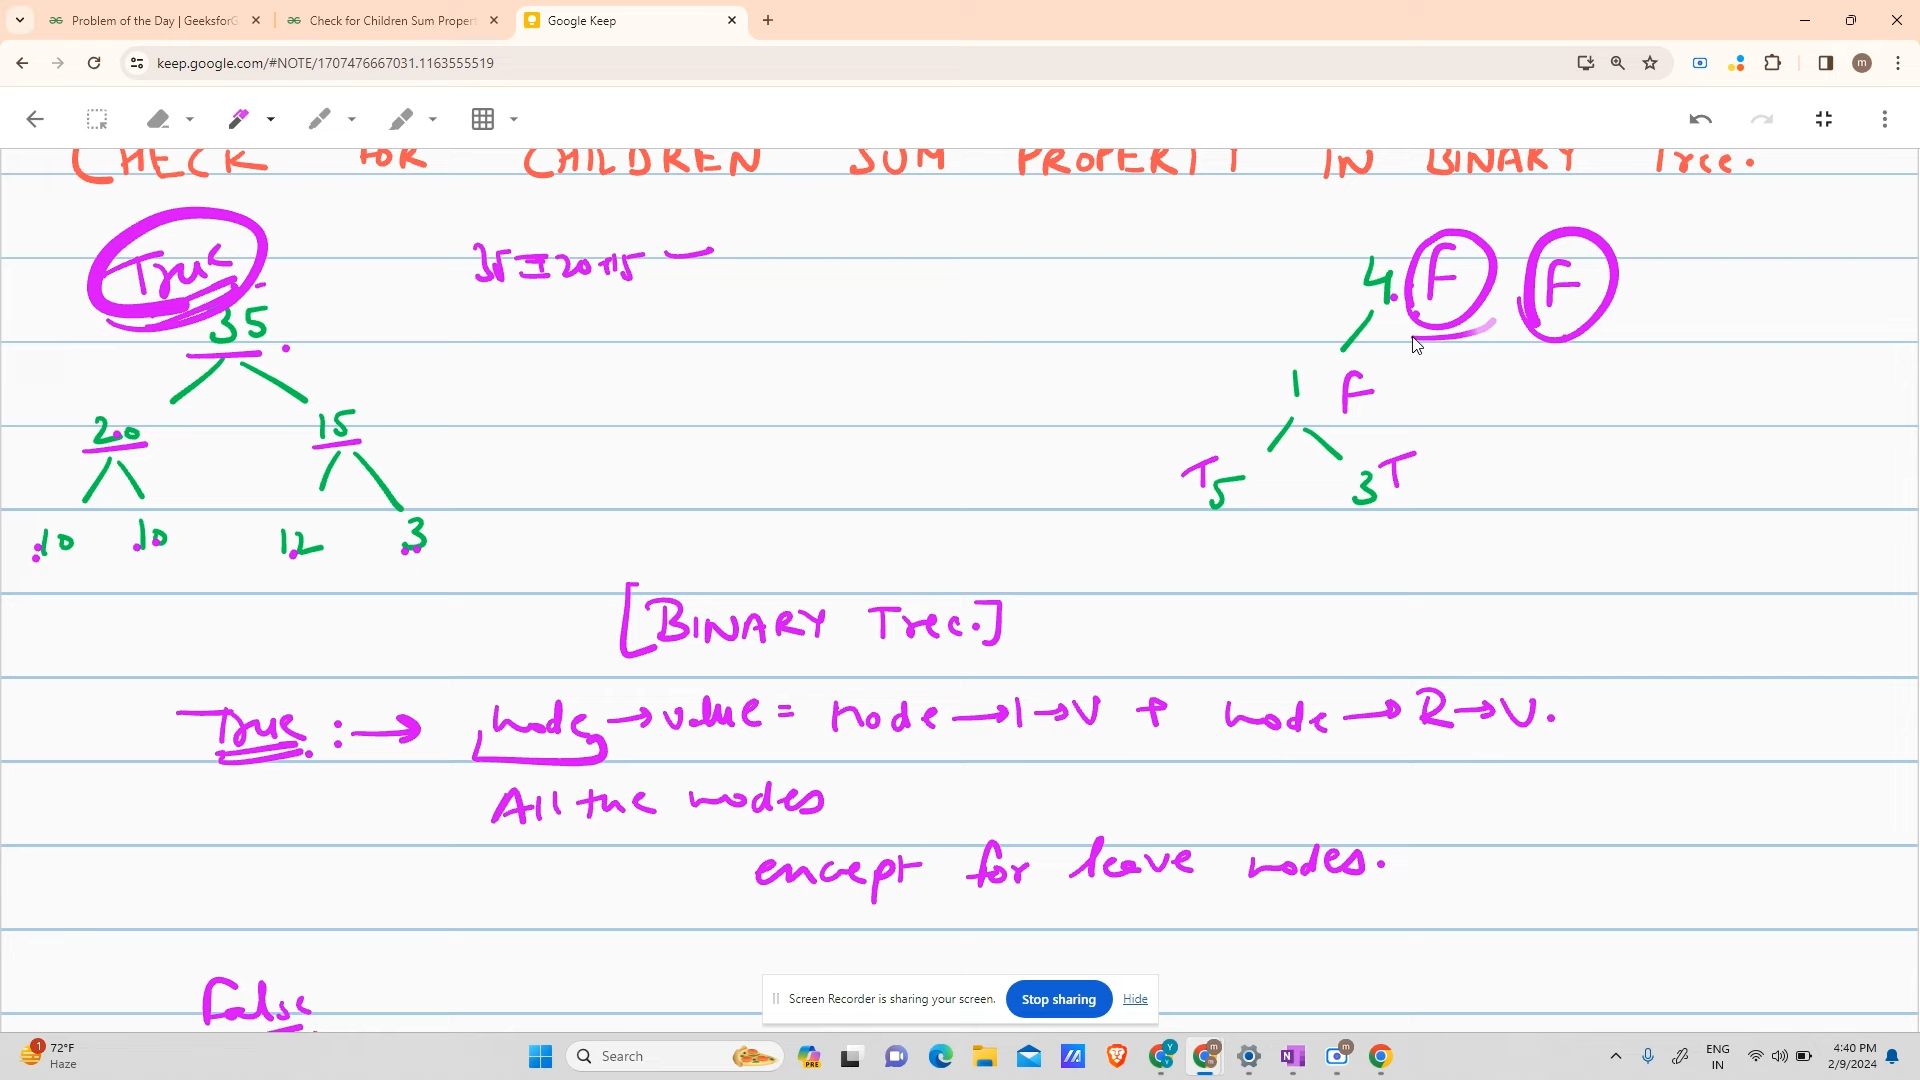 Problem of the Day | GeeksforG
Check for Children Sum Proper
Google Keep
keep.google.com/#NOTE/1707476667031.1163555519
m
CHECK FOR CHILDREN SUM PROPERTY IN BINARY Tree.
True
35 = 20+15
4 F F
35
1 F
20 15
T 5 3 T
10 10 12 3
[BINARY Tree.]
True : → node → value = node → l → V + node → R → V.
All the nodes
encept for leave nodes.
False
Screen Recorder is sharing your screen. Stop sharing Hide
1
72°F
Haze
Search
ENG
IN
4:40 PM
2/9/2024